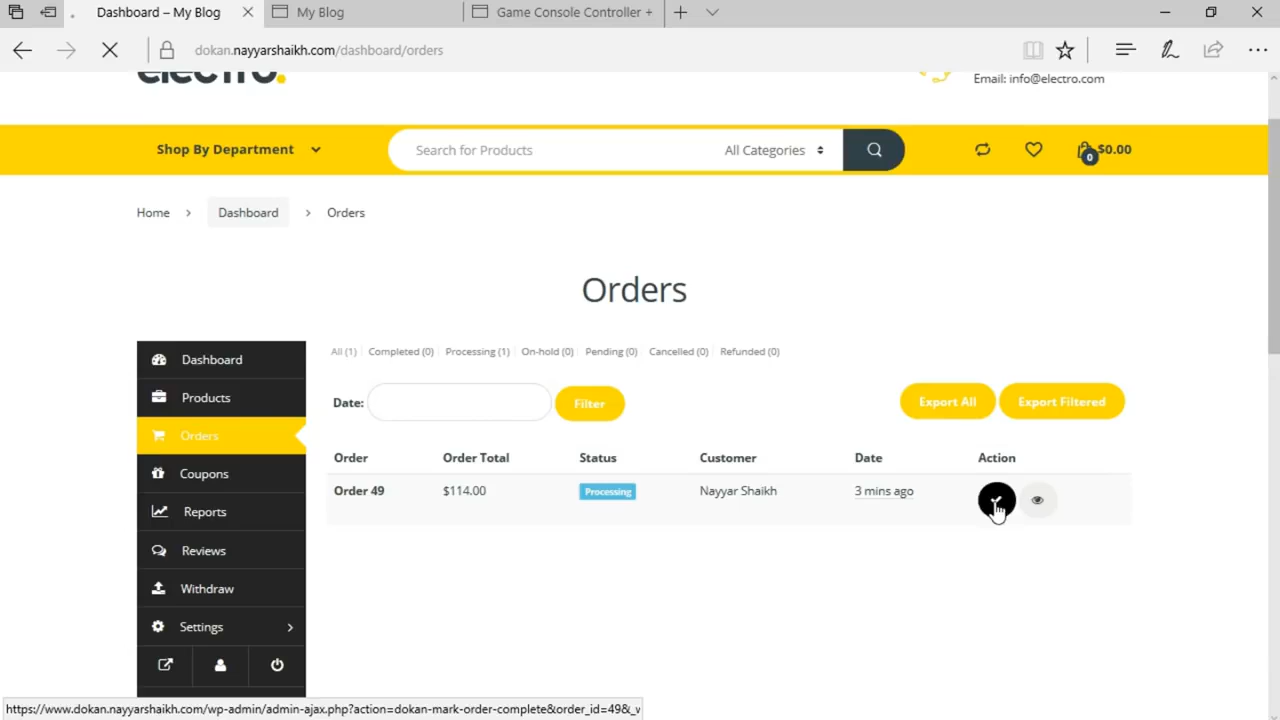 Dashboard – My Blog
My Blog
Game Console Controller +
dokan.nayyarshaikh.com/dashboard/orders
electro.
Email: info@electro.com
Shop By Department
Search for Products
All Categories
0
$0.00
Home
Dashboard
Orders
Orders
Dashboard
Products
Orders
Coupons
Reports
Reviews
Withdraw
Settings
All (1)
Completed (0)
Processing (1)
On-hold (0)
Pending (0)
Cancelled (0)
Refunded (0)
Date:
Filter
Export All
Export Filtered
Order
Order Total
Status
Customer
Date
Action
Order 49
$114.00
Processing
Nayyar Shaikh
3 mins ago
https://www.dokan.nayyarshaikh.com/wp-admin/admin-ajax.php?action=dokan-mark-order-complete&order_id=49&_v